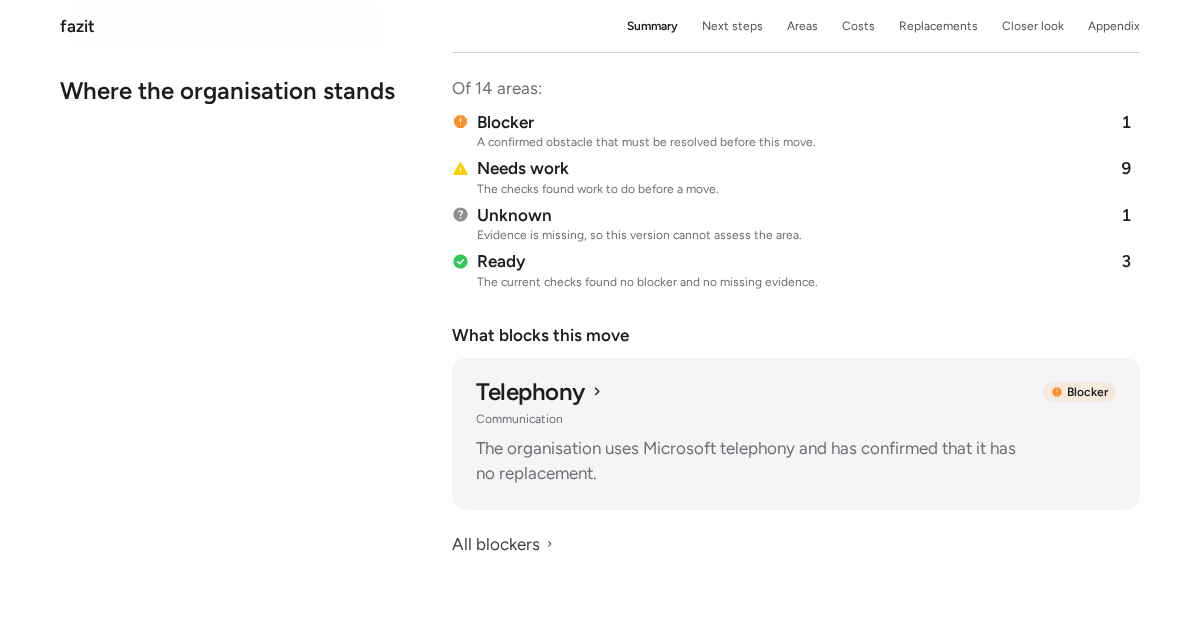 fazit
Summary
Next steps
Areas
Costs
Replacements
Closer look
Appendix
Where the organisation stands
Of 14 areas:
Blocker 1
A confirmed obstacle that must be resolved before this move.
Needs work 9
The checks found work to do before a move.
Unknown 1
Evidence is missing, so this version cannot assess the area.
Ready 3
The current checks found no blocker and no missing evidence.
What blocks this move
Telephony
Blocker
Communication
The organisation uses Microsoft telephony and has confirmed that it has
no replacement.
All blockers